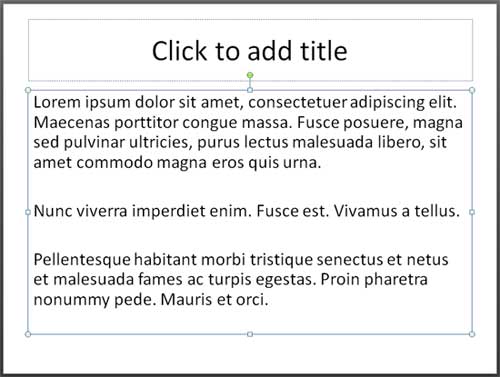 Click to add title
Lorem ipsum dolor sit amet, consectetuer adipiscing elit.
Maecenas porttitor congue massa. Fusce posuere, magna
sed pulvinar ultricies, purus lectus malesuada libero, sit
amet commodo magna eros quis urna.
Nunc viverra imperdiet enim. Fusce est. Vivamus a tellus.
Pellentesque habitant morbi tristique senectus et netus
et malesuada fames ac turpis egestas. Proin pharetra
nonummy pede. Mauris et orci.